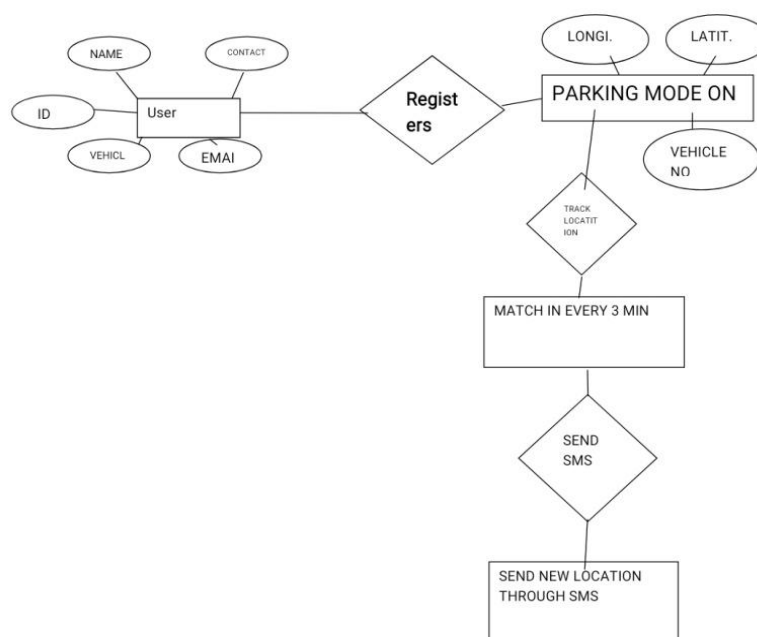 LONGI.
LATIT.
NAME
CONTACT
PARKING MODE ON
Regist
ers
ID
User
VEHICL
EMAI
VEHICLE
NO
TRACK
LOCATIT
ION
MATCH IN EVERY 3 MIN
SEND
SMS
SEND NEW LOCATION
THROUGH SMS